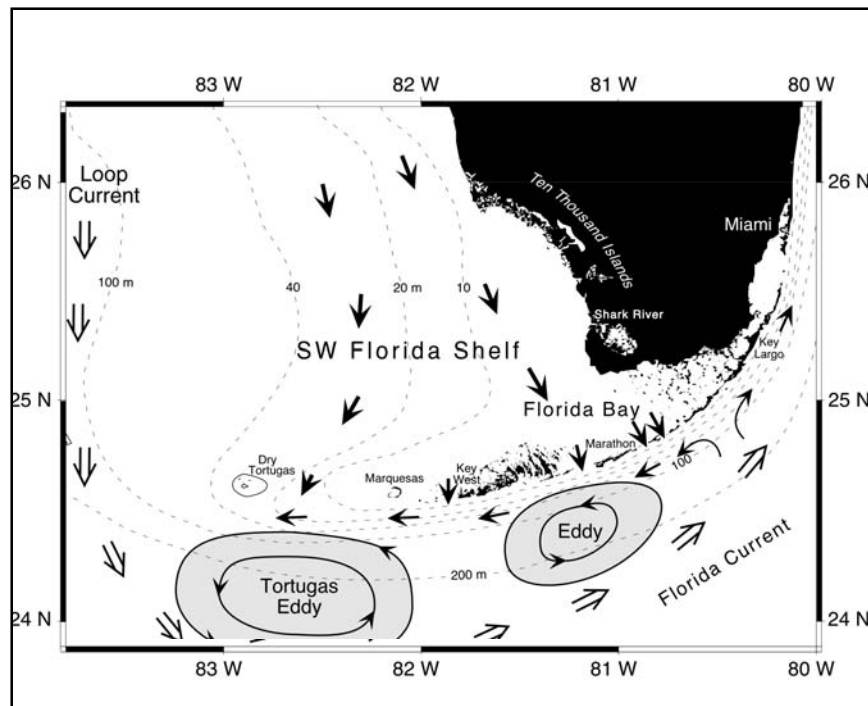 83 W 82 W 81 W 80 W
26 N 26 N
Loop
Current
Ten Thousand Islands
Miami
100 m 40 20 m 10
Shark River
SW Florida Shelf
Key
Largo
25 N 25 N
Florida Bay
Marathon
Dry
Tortugas
Marquesas
Key
West
100
Eddy
200 m
Florida Current
Tortugas
Eddy
24 N 24 N
83 W 82 W 81 W 80 W